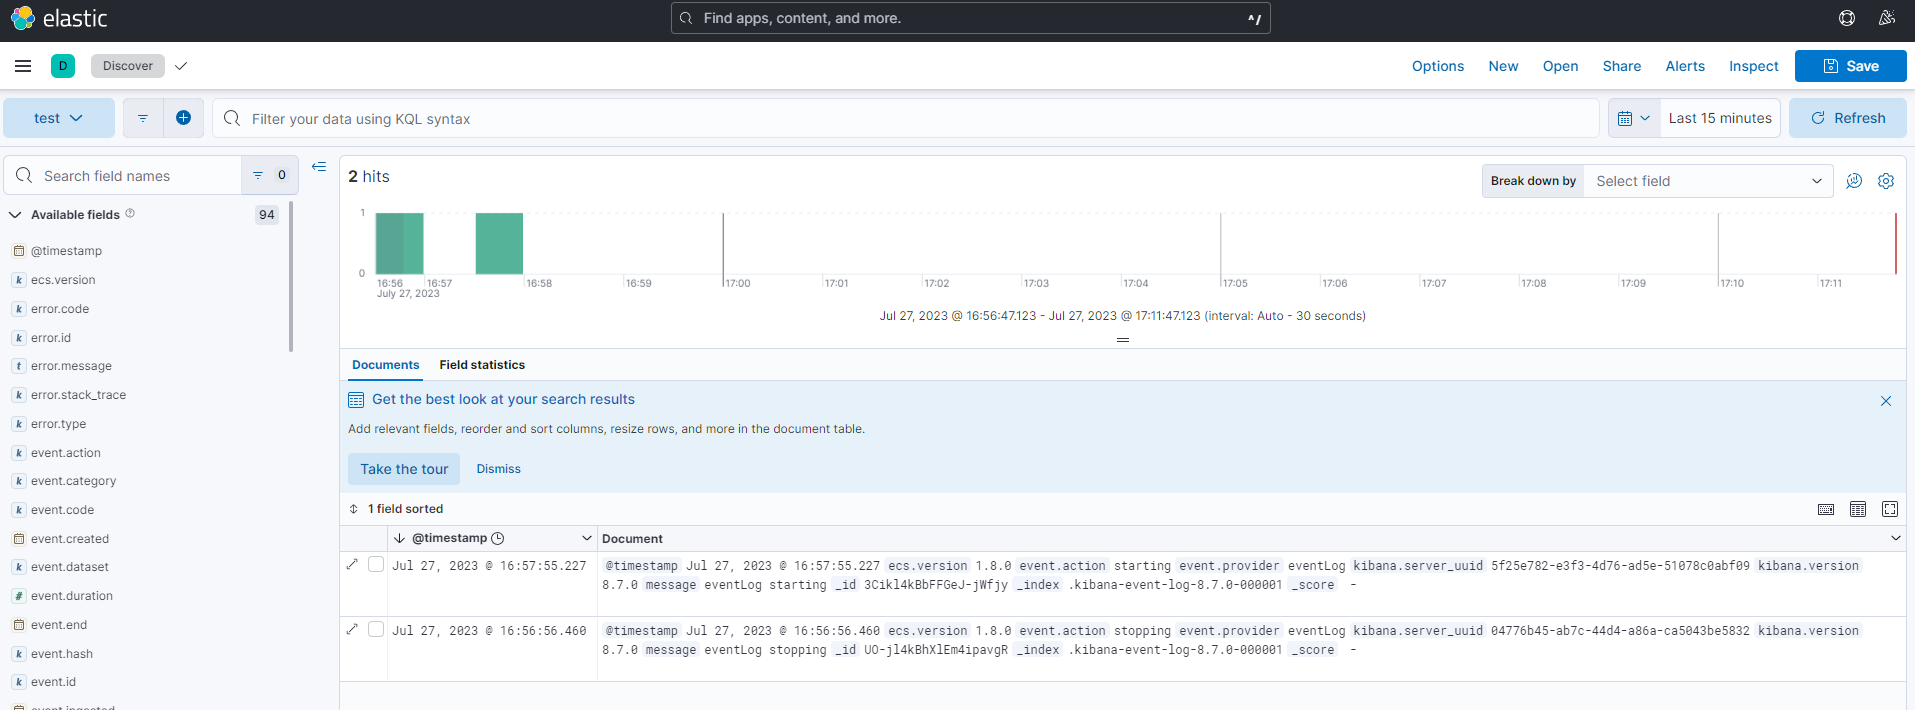 elastic
Find apps, content, and more.
^/
D
Discover
Options
New
Open
Share
Alerts
Inspect
Save
test
Filter your data using KQL syntax
Last 15 minutes
Refresh
Search field names
0
Available fields
94
@timestamp
ecs.version
error.code
error.id
error.message
error.stack_trace
error.type
event.action
event.category
event.code
event.created
event.dataset
event.duration
event.end
event.hash
event.id
event.ingested
2 hits
Break down by
Select field
1
0
16:56
16:57
16:58
16:59
17:00
17:01
17:02
17:03
17:04
17:05
17:06
17:07
17:08
17:09
17:10
17:11
July 27, 2023
Jul 27, 2023 @ 16:56:47.123 - Jul 27, 2023 @ 17:11:47.123 (interval: Auto - 30 seconds)
Documents
Field statistics
Get the best look at your search results
Add relevant fields, reorder and sort columns, resize rows, and more in the document table.
Take the tour
Dismiss
1 field sorted
@timestamp
Document
Jul 27, 2023 @ 16:57:55.227
@timestamp Jul 27, 2023 @ 16:57:55.227 ecs.version 1.8.0 event.action starting event.provider eventLog kibana.server_uuid 5f25e782-e3f3-4d76-ad5e-51078c0abf09 kibana.version
8.7.0 message eventLog starting _id 3Cikl4kBbFFGeJ-jWfjy _index .kibana-event-log-8.7.0-000001 _score -
Jul 27, 2023 @ 16:56:56.460
@timestamp Jul 27, 2023 @ 16:56:56.460 ecs.version 1.8.0 event.action stopping event.provider eventLog kibana.server_uuid 04776b45-ab7c-44d4-a86a-ca5043be5832 kibana.version
8.7.0 message eventLog stopping _id UO-jl4kBhXlEm4ipavgR _index .kibana-event-log-8.7.0-000001 _score -